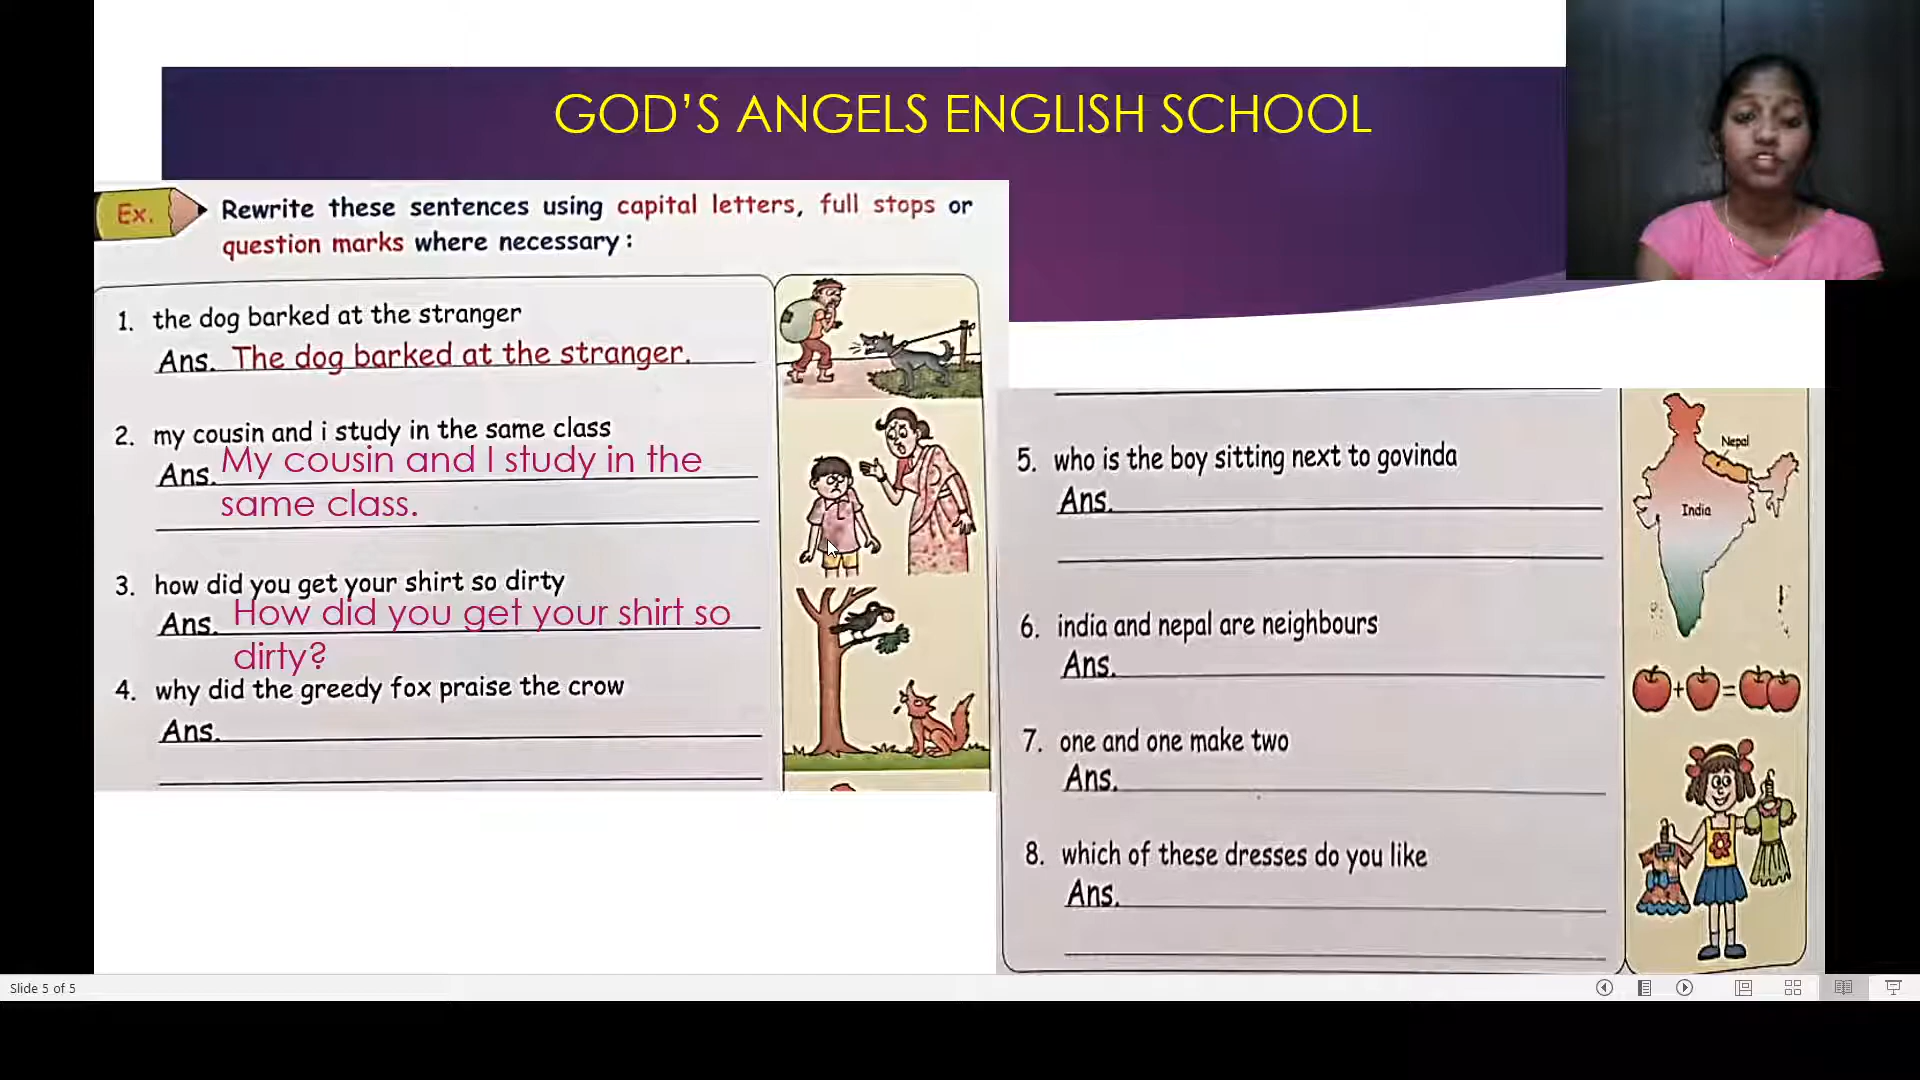 GOD’S ANGELS ENGLISH SCHOOL
Ex. Rewrite these sentences using capital letters, full stops or
question marks where necessary :
1. the dog barked at the stranger
Ans. The dog barked at the stranger.
2. my cousin and i study in the same class
Ans. My cousin and I study in the
same class.
3. how did you get your shirt so dirty
Ans. How did you get your shirt so
dirty?
4. why did the greedy fox praise the crow
Ans.
5. who is the boy sitting next to govinda
Ans.
6. india and nepal are neighbours
Ans.
7. one and one make two
Ans.
8. which of these dresses do you like
Ans.
Nepal
India
+ =
Slide 5 of 5